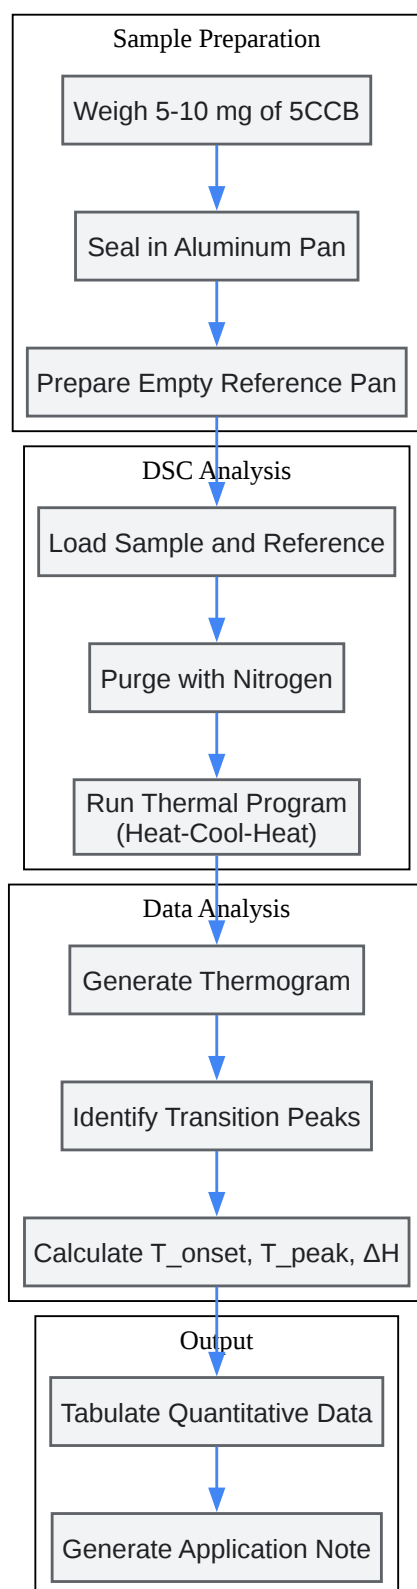 Sample Preparation
Weigh 5-10 mg of 5CCB
Seal in Aluminum Pan
Prepare Empty Reference Pan
DSC Analysis
Load Sample and Reference
Purge with Nitrogen
Run Thermal Program
(Heat-Cool-Heat)
Data Analysis
Generate Thermogram
Identify Transition Peaks
Calculate T_onset, T_peak, ΔH
Output
Tabulate Quantitative Data
Generate Application Note